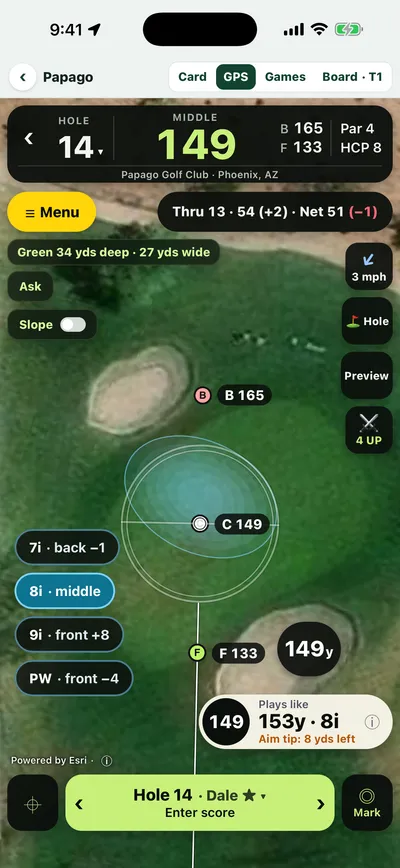 9:41
Papago
Card
GPS
Games
Board · T1
HOLE
14
MIDDLE
149
B 165
F 133
Par 4
HCP 8
Papago Golf Club · Phoenix, AZ
Menu
Thru 13 · 54 (+2) · Net 51 (−1)
Green 34 yds deep · 27 yds wide
Ask
Slope
3 mph
Hole
Preview
4 UP
B
B 165
C 149
7i · back −1
8i · middle
9i · front +8
PW · front −4
F
F 133
149y
149
Plays like
153y · 8i
Aim tip: 8 yds left
Powered by Esri ·
Hole 14 · Dale ★
Enter score
Mark